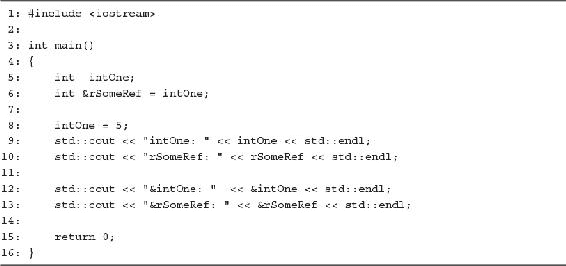 1: #include <iostream>
2:
3: int main()
4: {
5:     int  intOne;
6:     int &rSomeRef = intOne;
7:
8:     intOne = 5;
9:     std::cout << "intOne: " << intOne << std::endl;
10:     std::cout << "rSomeRef: " << rSomeRef << std::endl;
11:
12:     std::cout << "&intOne: "  << &intOne << std::endl;
13:     std::cout << "&rSomeRef: " << &rSomeRef << std::endl;
14:
15:     return 0;
16: }